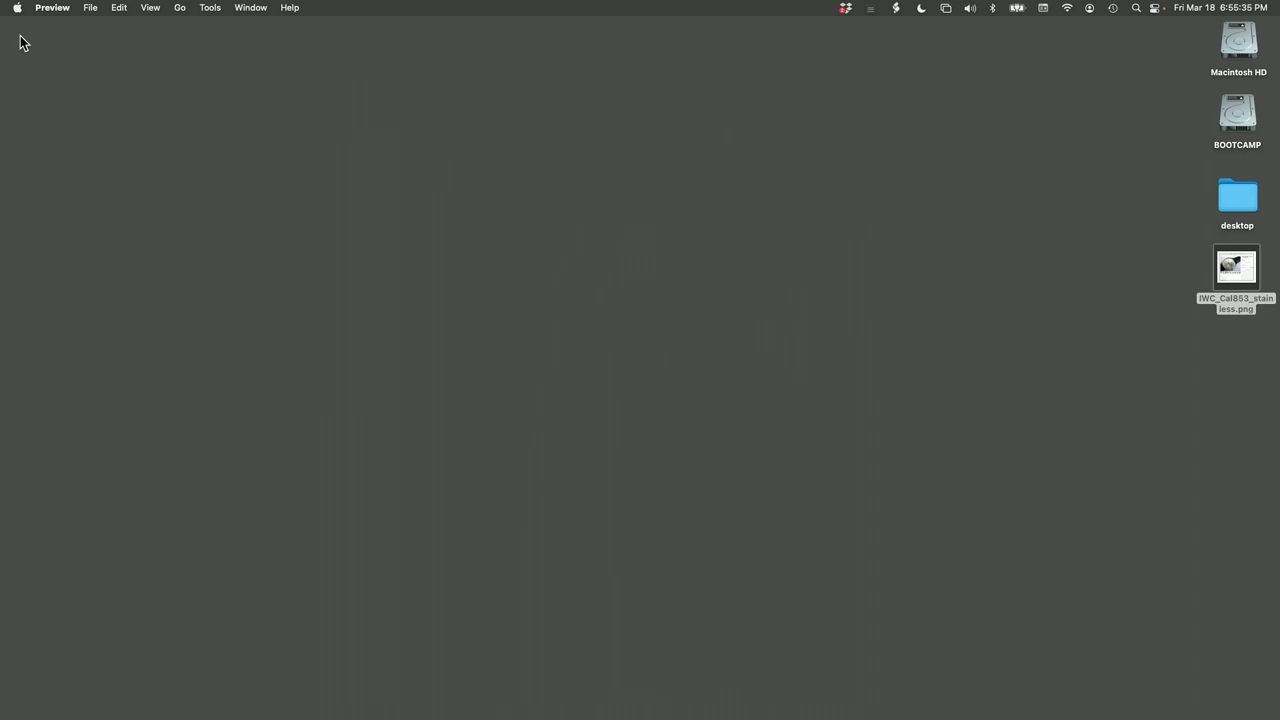 Preview File Edit View Go Tools Window Help Fri Mar 18 6:55:35 PM
Macintosh HD
BOOTCAMP
desktop
IWC_Cal853_stain
less.png